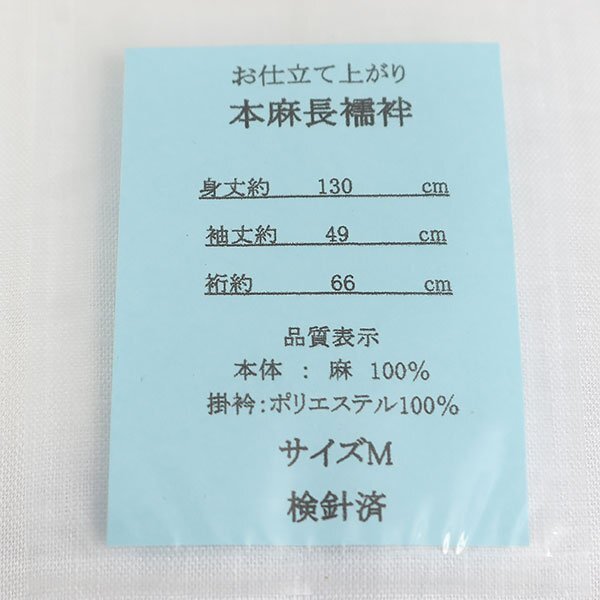 お仕立て上がり
本麻長襦袢
身丈約 130 cm
袖丈約 49 cm
裄約 66 cm
品質表示
本体 : 麻 100%
掛衿:ポリエステル100%
サイズM
検針済